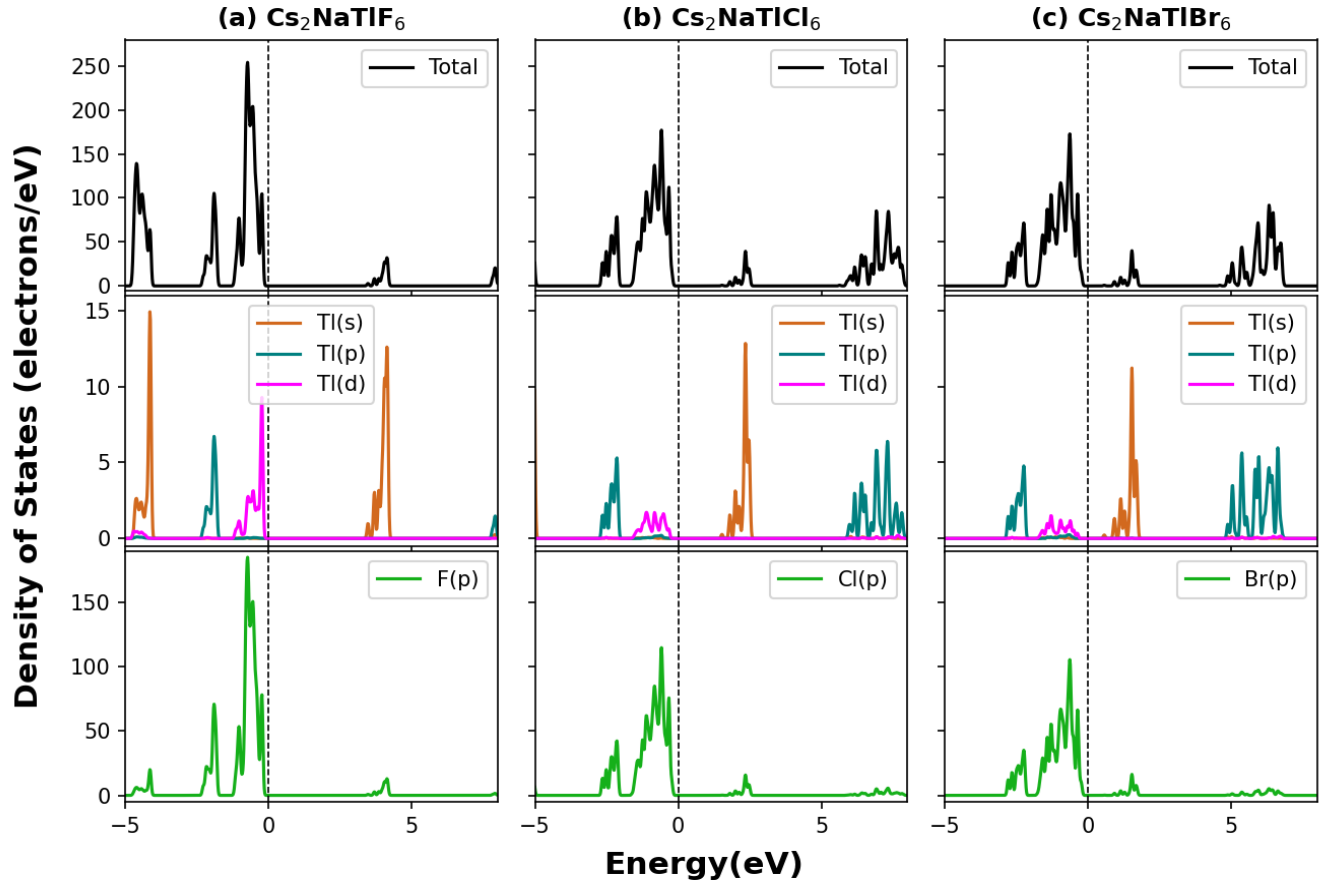 (a) Cs₂NaTlF₆
(b) Cs₂NaTlCl₆
(c) Cs₂NaTlBr₆
Density of States (electrons/eV)
250
200
150
100
50
0
Total
Total
Total
15
10
5
0
Tl(s)
Tl(p)
Tl(d)
Tl(s)
Tl(p)
Tl(d)
Tl(s)
Tl(p)
Tl(d)
150
100
50
0
F(p)
Cl(p)
Br(p)
−5 0 5
−5 0 5
−5 0 5
Energy(eV)